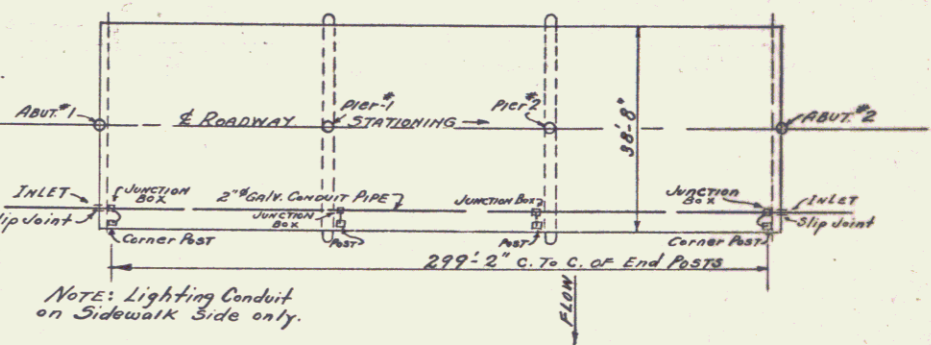 ABUT. #1
℄ ROADWAY
Pier #1
STATIONING
Pier #2
38'-8"
ABUT. #2
INLET
Slip Joint
JUNCTION
BOX
2"ø GALV. CONDUIT PIPE
JUNCTION
BOX
JUNCTION BOX
JUNCTION
BOX
INLET
Slip Joint
Corner Post
Post
Post
Corner Post
299'-2" C. To C. OF End POSTS
NOTE: Lighting Conduit
on Sidewalk Side only.
FLOW